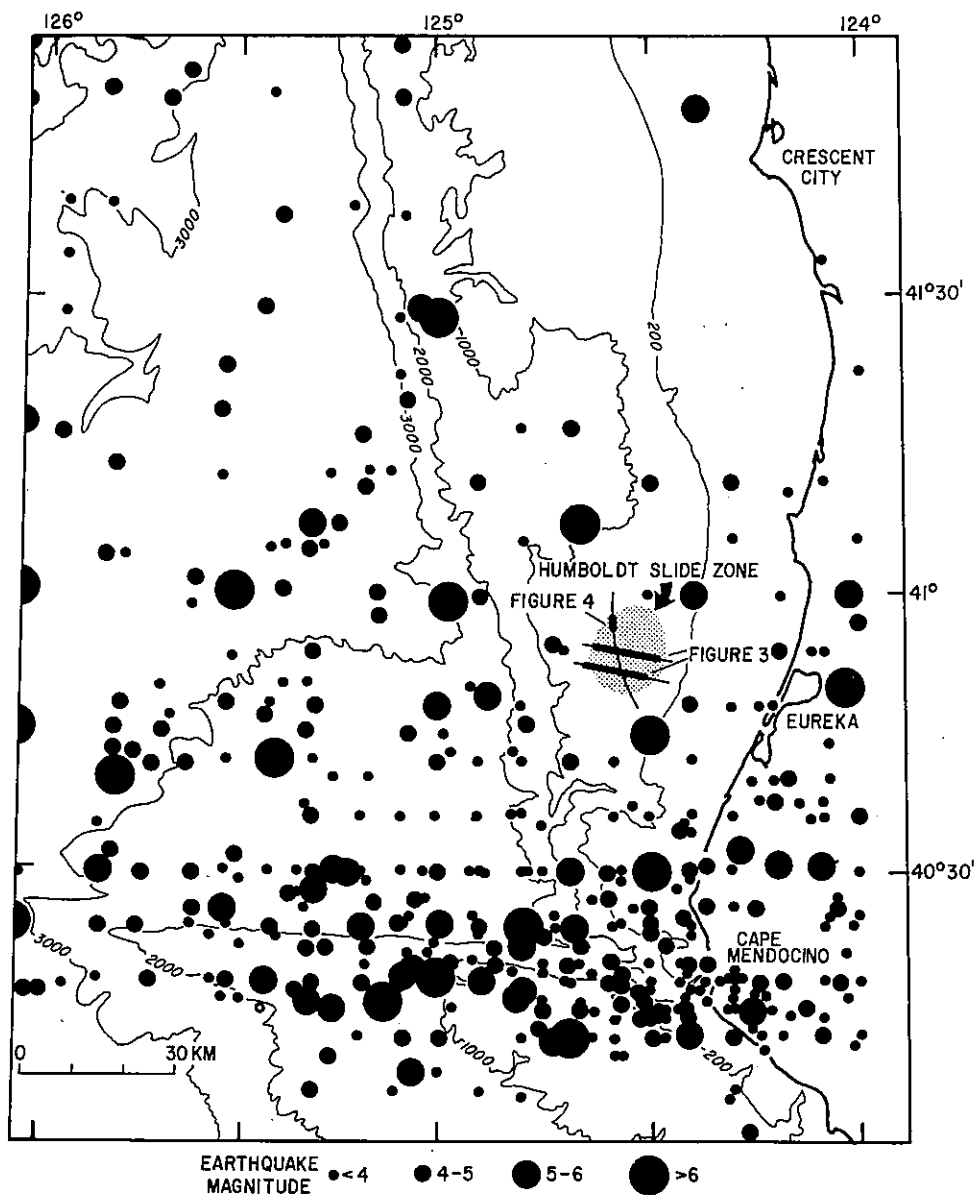 126° 125° 124°
CRESCENT
CITY
3000
41°30'
1000
2000
200
3000
41°
HUMBOLDT SLIDE ZONE
FIGURE 4
FIGURE 3
EUREKA
40°30'
CAPE
MENDOCINO
3000
2000
1000
200
0 30 KM
EARTHQUAKE
MAGNITUDE
<4 4-5 5-6 >6